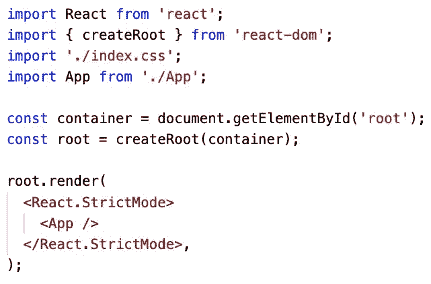 import React from 'react';
import { createRoot } from 'react-dom';
import './index.css';
import App from './App';
const container = document.getElementById('root');
const root = createRoot(container);
root.render(
<React.StrictMode>
<App />
</React.StrictMode>,
);